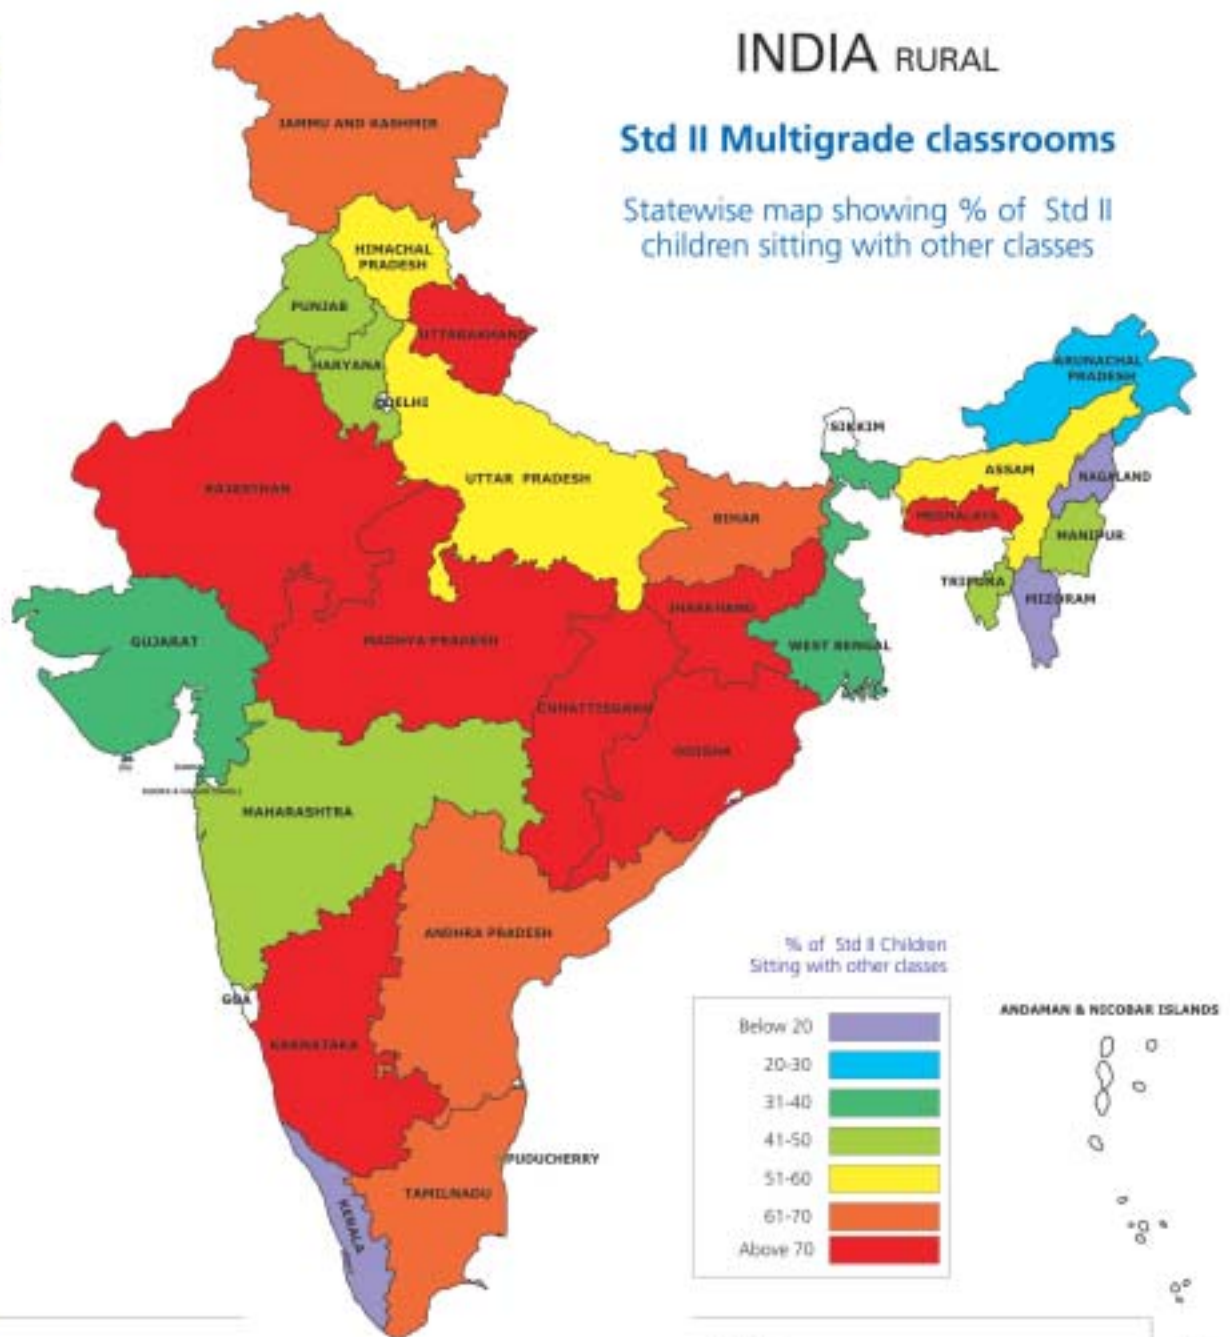 INDIA RURAL
Std II Multigrade classrooms
Statewise map showing % of Std II
children sitting with other classes
JAMMU AND KASHMIR
HIMACHAL
PRADESH
PUNJAB
UTTARAKHAND
HARYANA
DELHI
ARUNACHAL
PRADESH
SIKKIM
RAJASTHAN
UTTAR PRADESH
ASSAM
NAGALAND
BIHAR
MEGHALAYA
MANIPUR
TRIPURA
MIZORAM
JHARKHAND
GUJARAT
MADHYA PRADESH
WEST BENGAL
CHHATTISGARH
ODISHA
MAHARASHTRA
ANDHRA PRADESH
GOA
KARNATAKA
PUDUCHERRY
TAMILNADU
KERALA
% of Std II Children
Sitting with other classes
Below 20
20-30
31-40
41-50
51-60
61-70
Above 70
ANDAMAN & NICOBAR ISLANDS